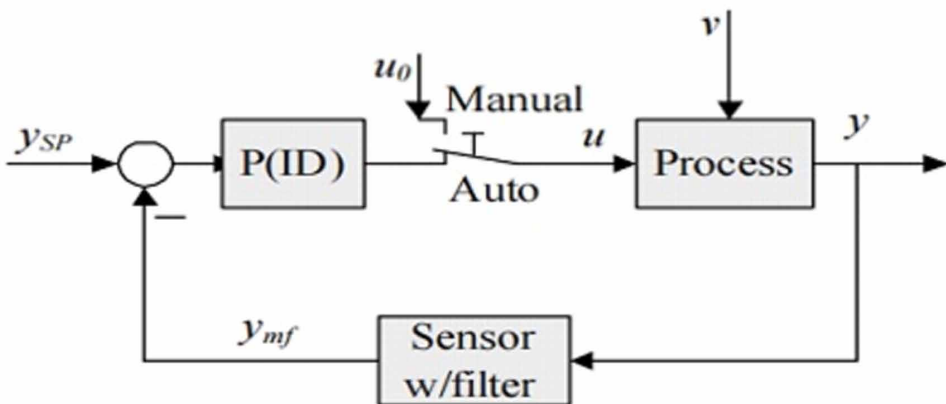 v
u0
Manual
ySP
P(ID)
u
Process
y
Auto
ymf
Sensor
w/filter